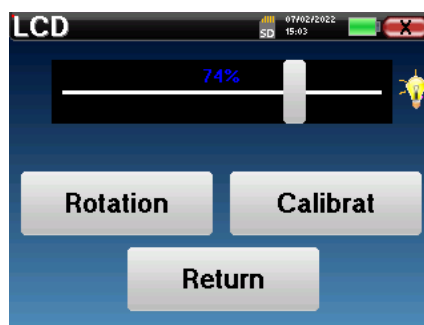 LCD
SD
07/02/2022
15:03
X
74%
Rotation
Calibrat
Return